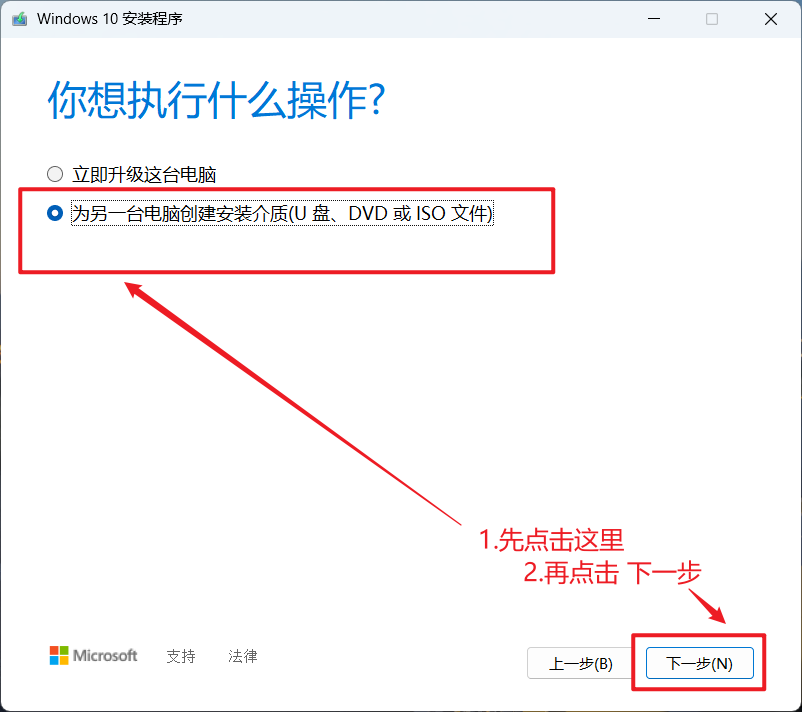 Windows 10 安装程序
你想执行什么操作?
立即升级这台电脑
为另一台电脑创建安装介质(U 盘、DVD 或 ISO 文件)
1.先点击这里
2.再点击 下一步
Microsoft 支持 法律 上一步(B) 下一步(N)